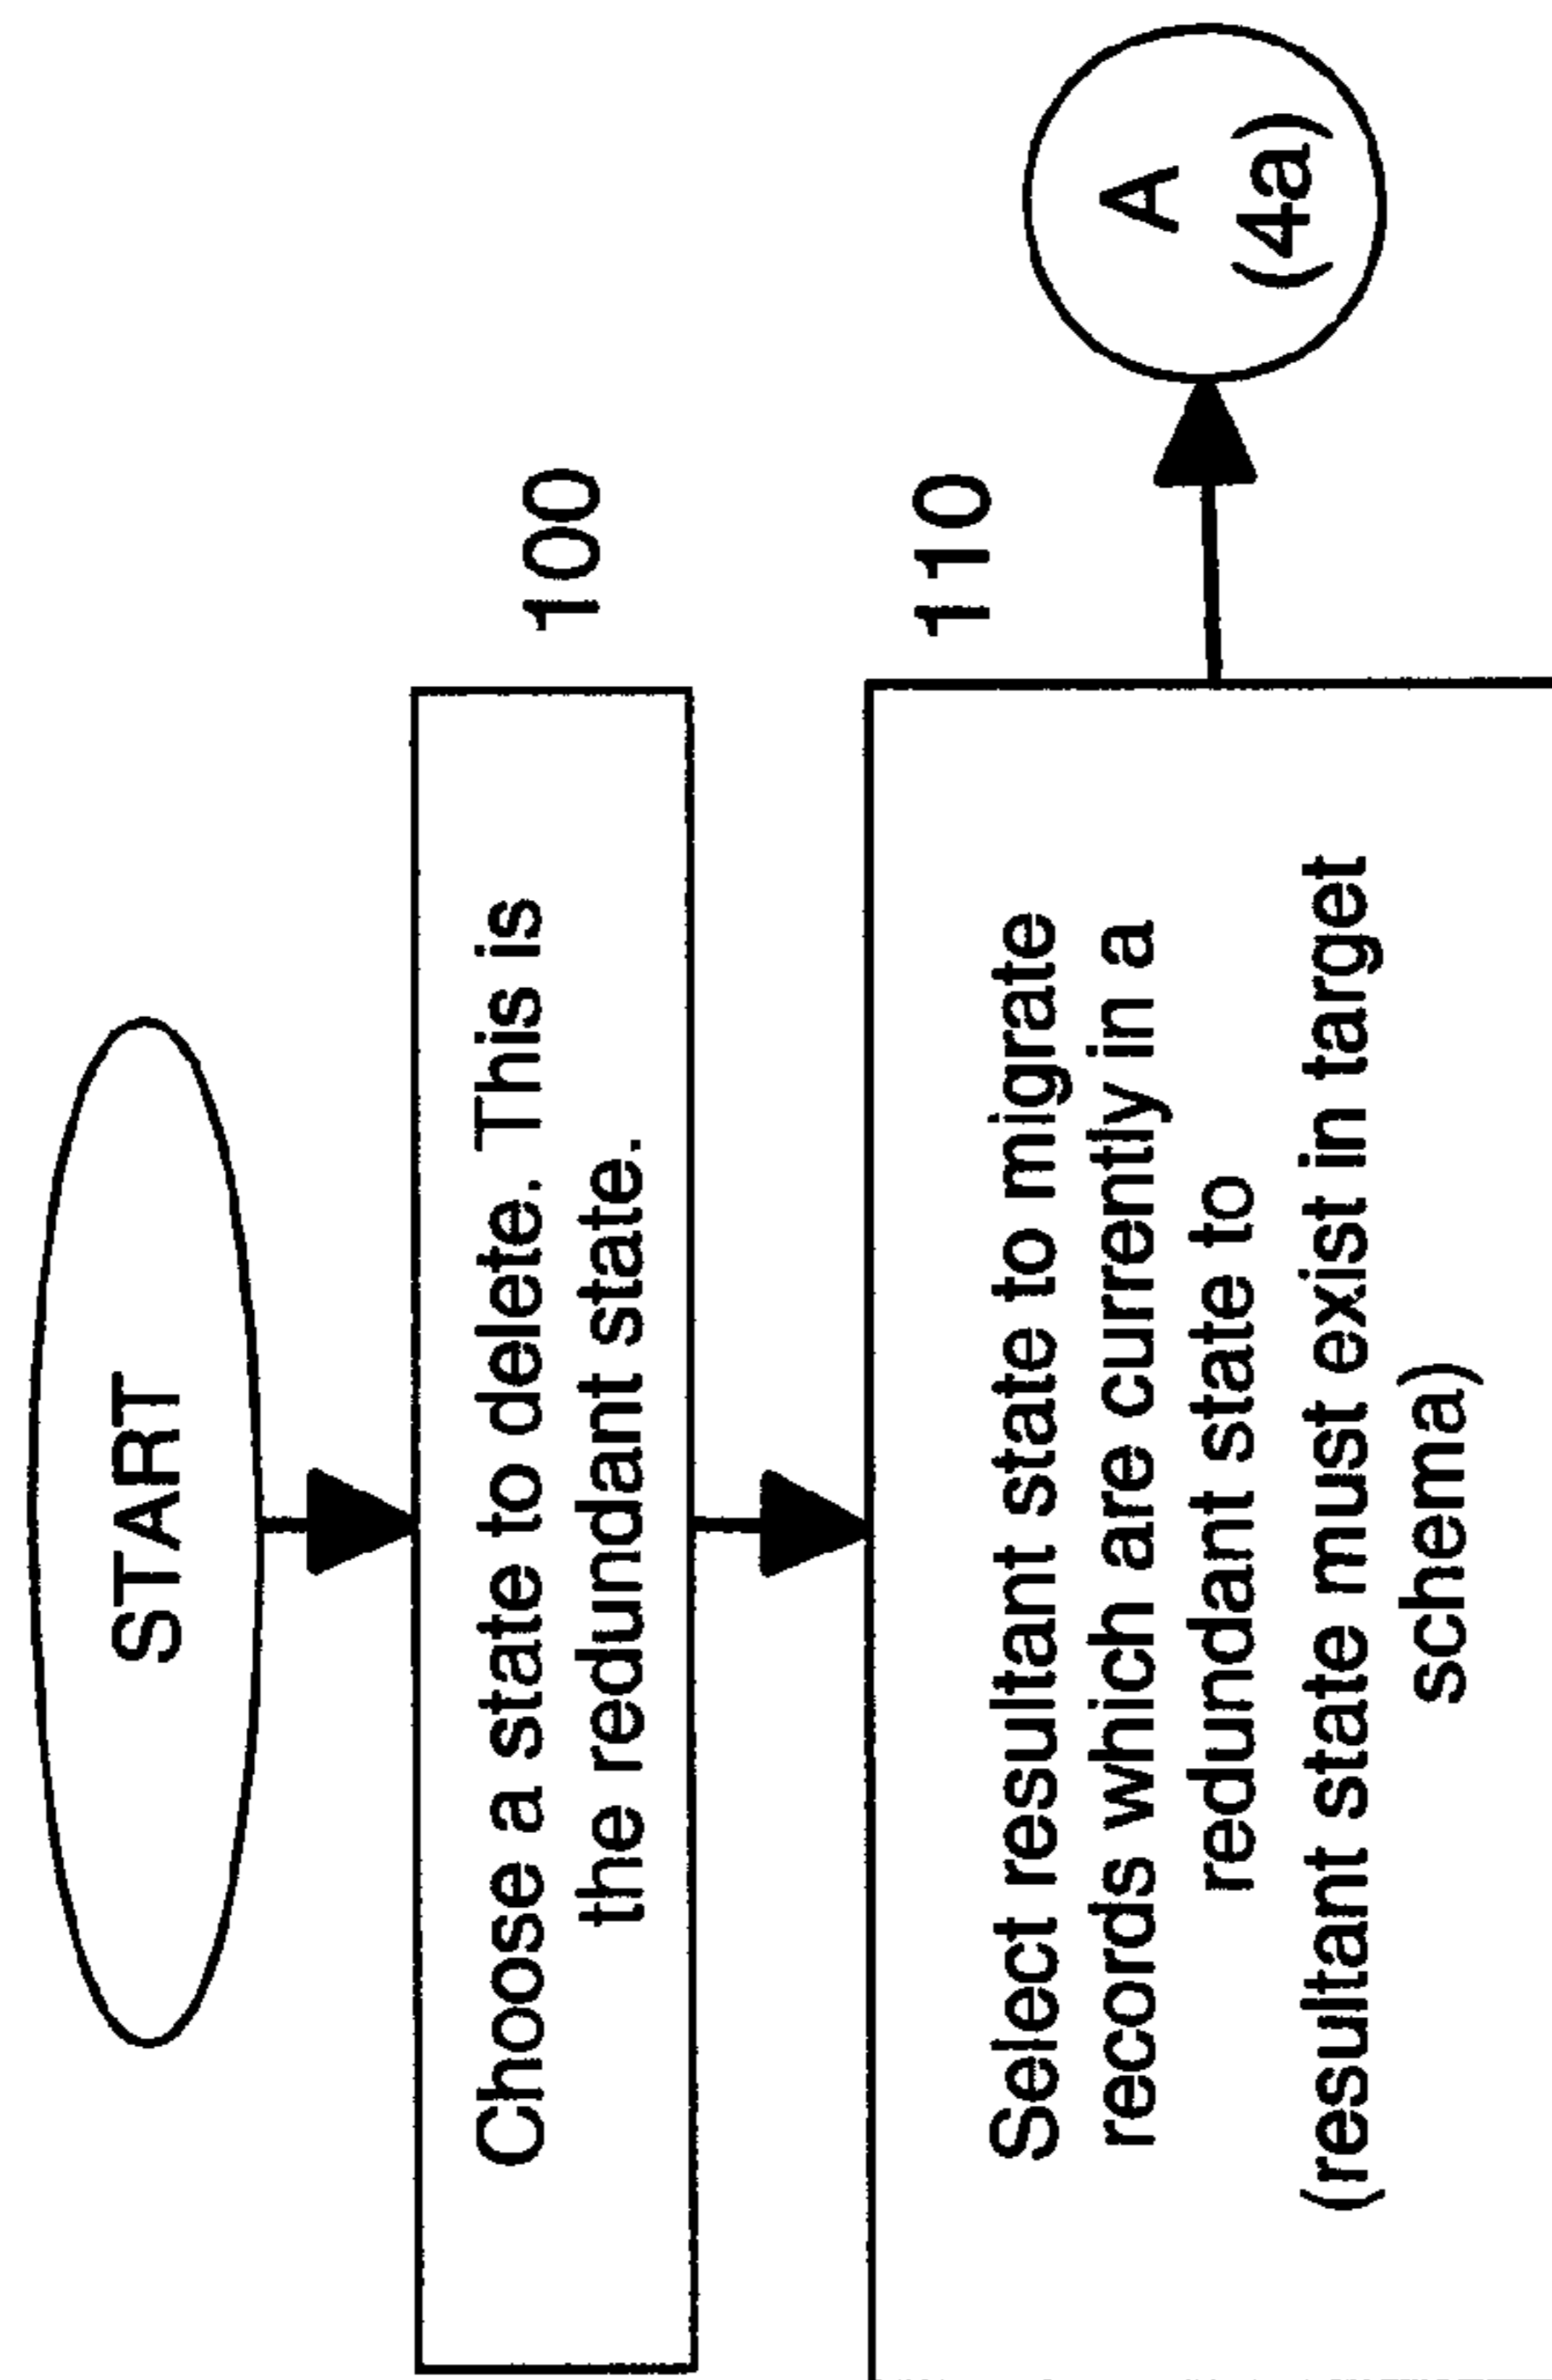 START
Choose a state to delete. This is
the redundant state.
100
Select resultant state to migrate
records which are currently in a
redundant state to
(resultant state must exist in target
schema)
110
A
(4a)